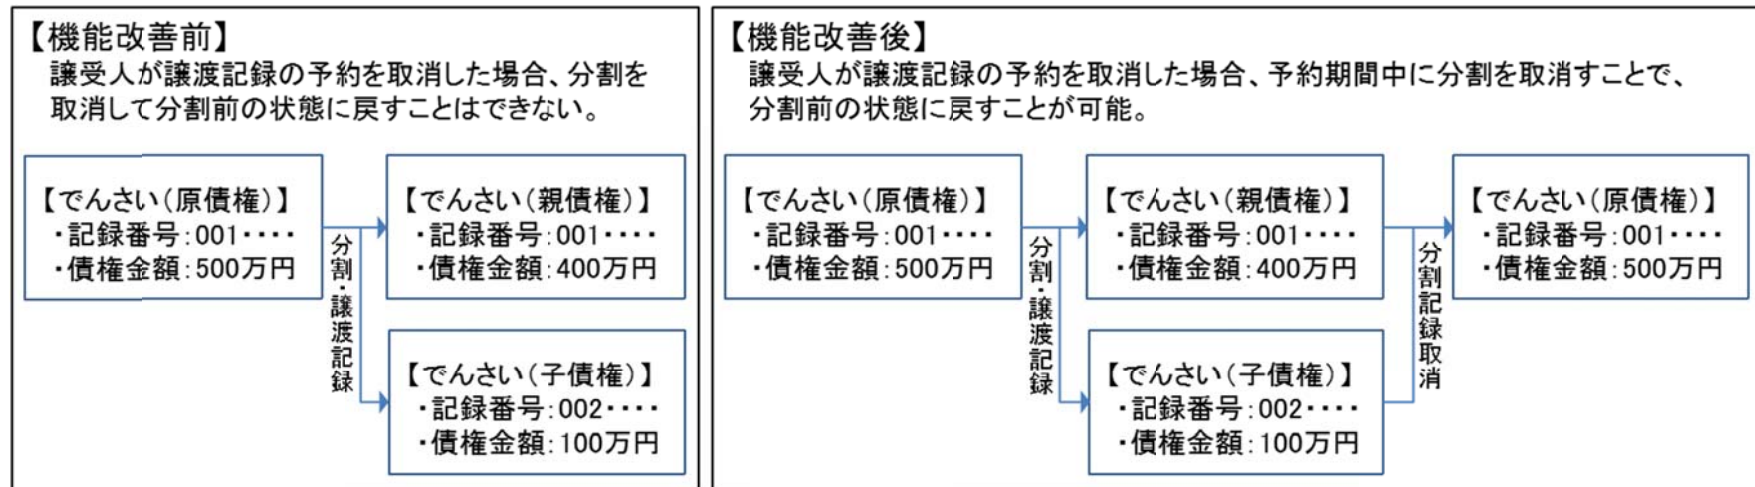 【機能改善前】
譲受人が譲渡記録の予約を取消した場合、分割を
取消して分割前の状態に戻すことはできない。
【でんさい(原債権)】
・記録番号:001････
・債権金額:500万円
分割・譲渡記録
【でんさい(親債権)】
・記録番号:001････
・債権金額:400万円
【でんさい(子債権)】
・記録番号:002････
・債権金額:100万円
【機能改善後】
譲受人が譲渡記録の予約を取消した場合、予約期間中に分割を取消すことで、
分割前の状態に戻すことが可能。
【でんさい(原債権)】
・記録番号:001････
・債権金額:500万円
分割・譲渡記録
【でんさい(親債権)】
・記録番号:001････
・債権金額:400万円
【でんさい(子債権)】
・記録番号:002････
・債権金額:100万円
分割記録取消
【でんさい(原債権)】
・記録番号:001････
・債権金額:500万円